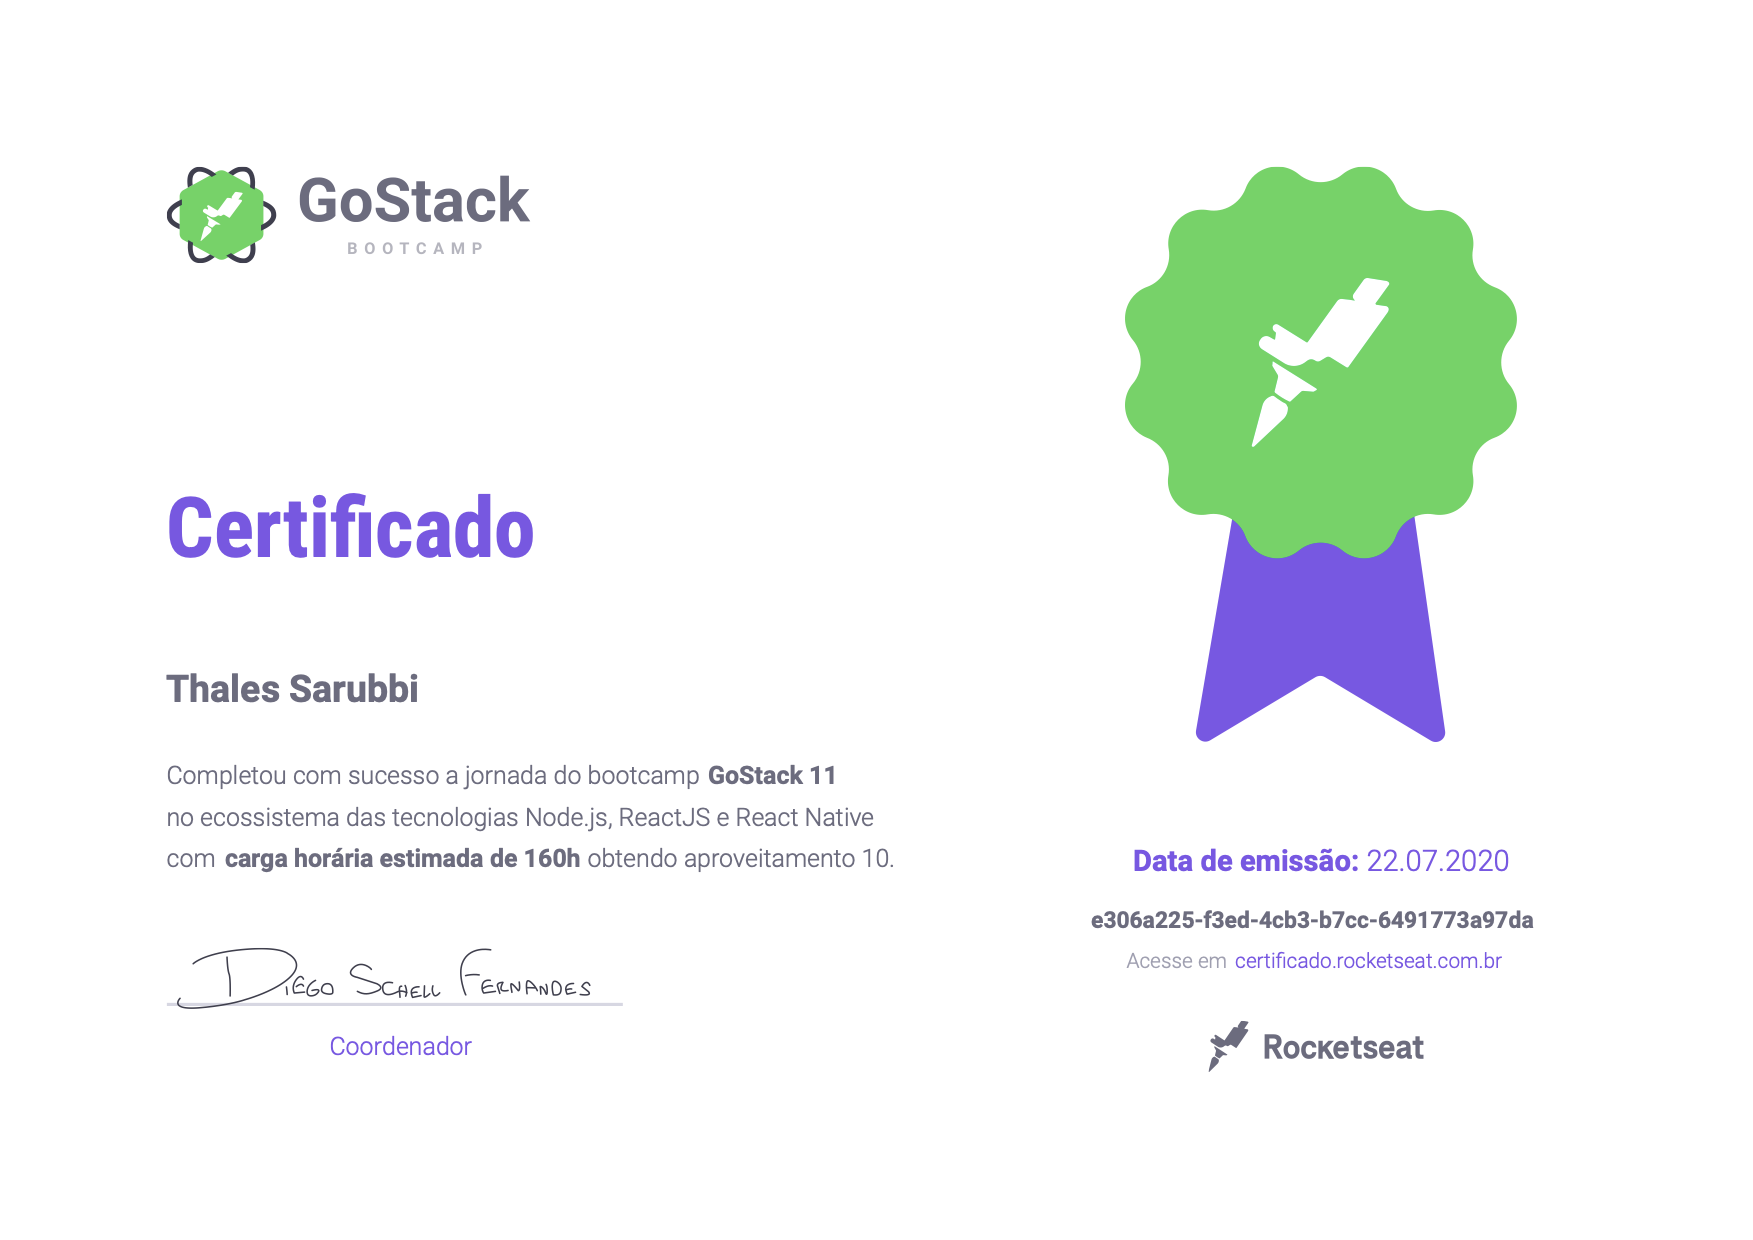 GoStack
BOOTCAMP
Certificado
Thales Sarubbi
Completou com sucesso a jornada do bootcamp GoStack 11
no ecossistema das tecnologias Node.js, ReactJS e React Native
com carga horária estimada de 160h obtendo aproveitamento 10.
DIEGO SCHELL FERNANDES
Coordenador
Data de emissão: 22.07.2020
e306a225-f3ed-4cb3-b7cc-6491773a97da
Acesse em certificado.rocketseat.com.br
Rocketseat